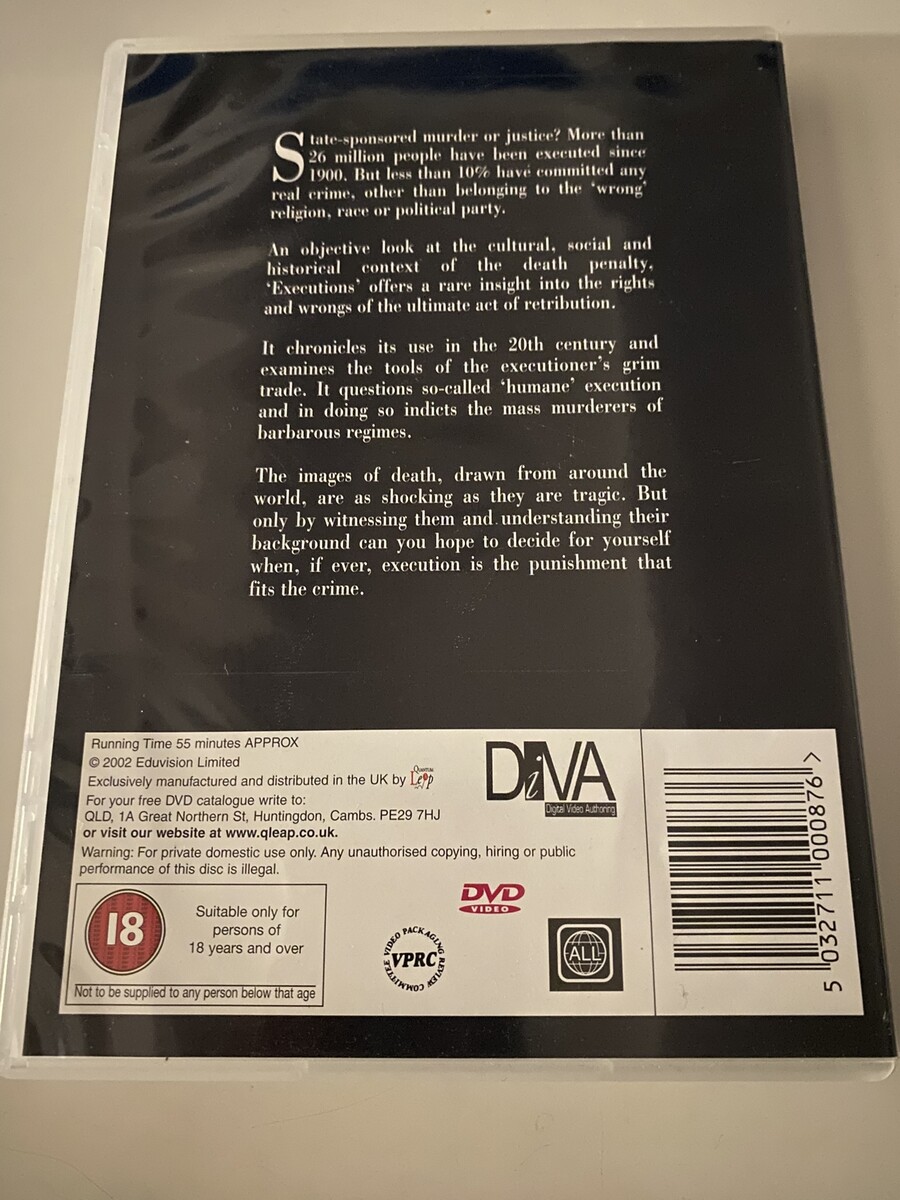 State-sponsored murder or justice? More than
26 million people have been executed since
1900. But less than 10% have committed any
real crime, other than belonging to the 'wrong'
religion, race or political party.
An objective look at the cultural, social and
historical context of the death penalty,
'Executions' offers a rare insight into the rights
and wrongs of the ultimate act of retribution.
It chronicles its use in the 20th century and
examines the tools of the executioner's grim
trade. It questions so-called 'humane' execution
and in doing so indicts the mass murderers of
barbarous regimes.
The images of death, drawn from around the
world, are as shocking as they are tragic. But
only by witnessing them and understanding their
background can you hope to decide for yourself
when, if ever, execution is the punishment that
fits the crime.
Running Time 55 minutes APPROX
© 2002 Eduvision Limited
Exclusively manufactured and distributed in the UK by Quantum Leap
For your free DVD catalogue write to:
QLD, 1A Great Northern St, Huntingdon, Cambs. PE29 7HJ
or visit our website at www.qleap.co.uk.
Warning: For private domestic use only. Any unauthorised copying, hiring or public
performance of this disc is illegal.
DiVA
Digital Video Authoring
18
Suitable only for
persons of
18 years and over
Not to be supplied to any person below that age
VIDEO PACKAGING REVIEW COMMITTEE
VPRC
DVD
VIDEO
ALL
5 032711 000876 >